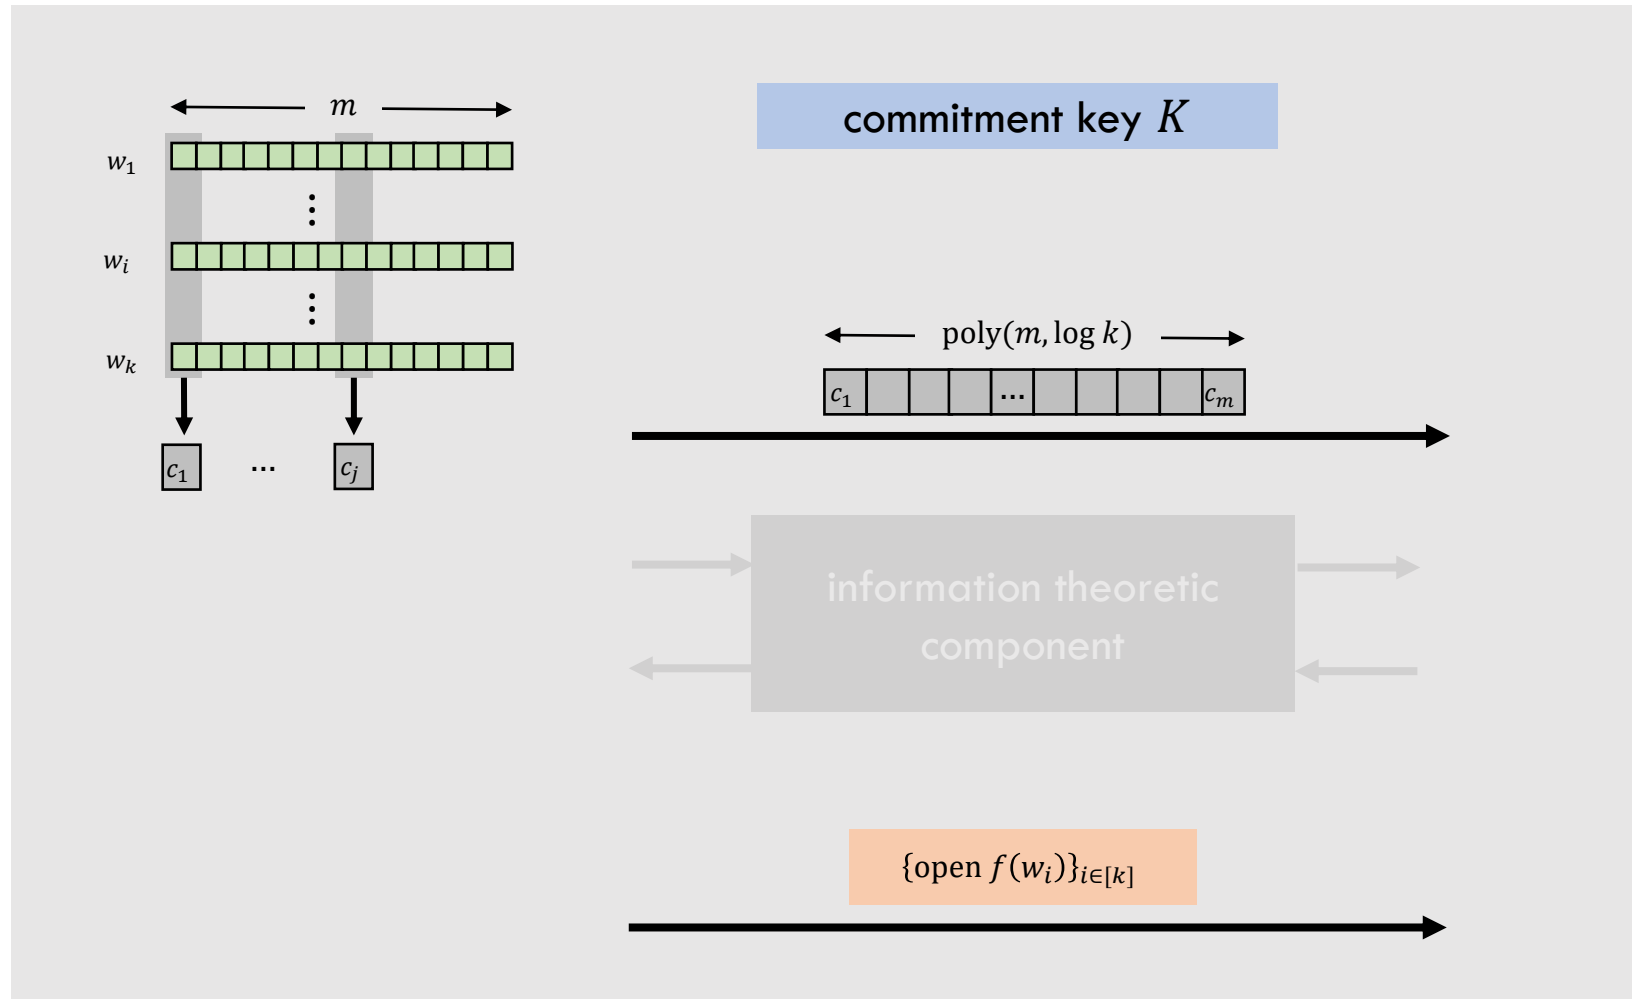 m
commitment key K
w₁
⋮
wᵢ
⋮
wₖ
poly(m, log k)
c₁ ... cₘ
c₁ ... cⱼ
information theoretic
component
{open f(wᵢ)}ᵢ∈[ₖ]